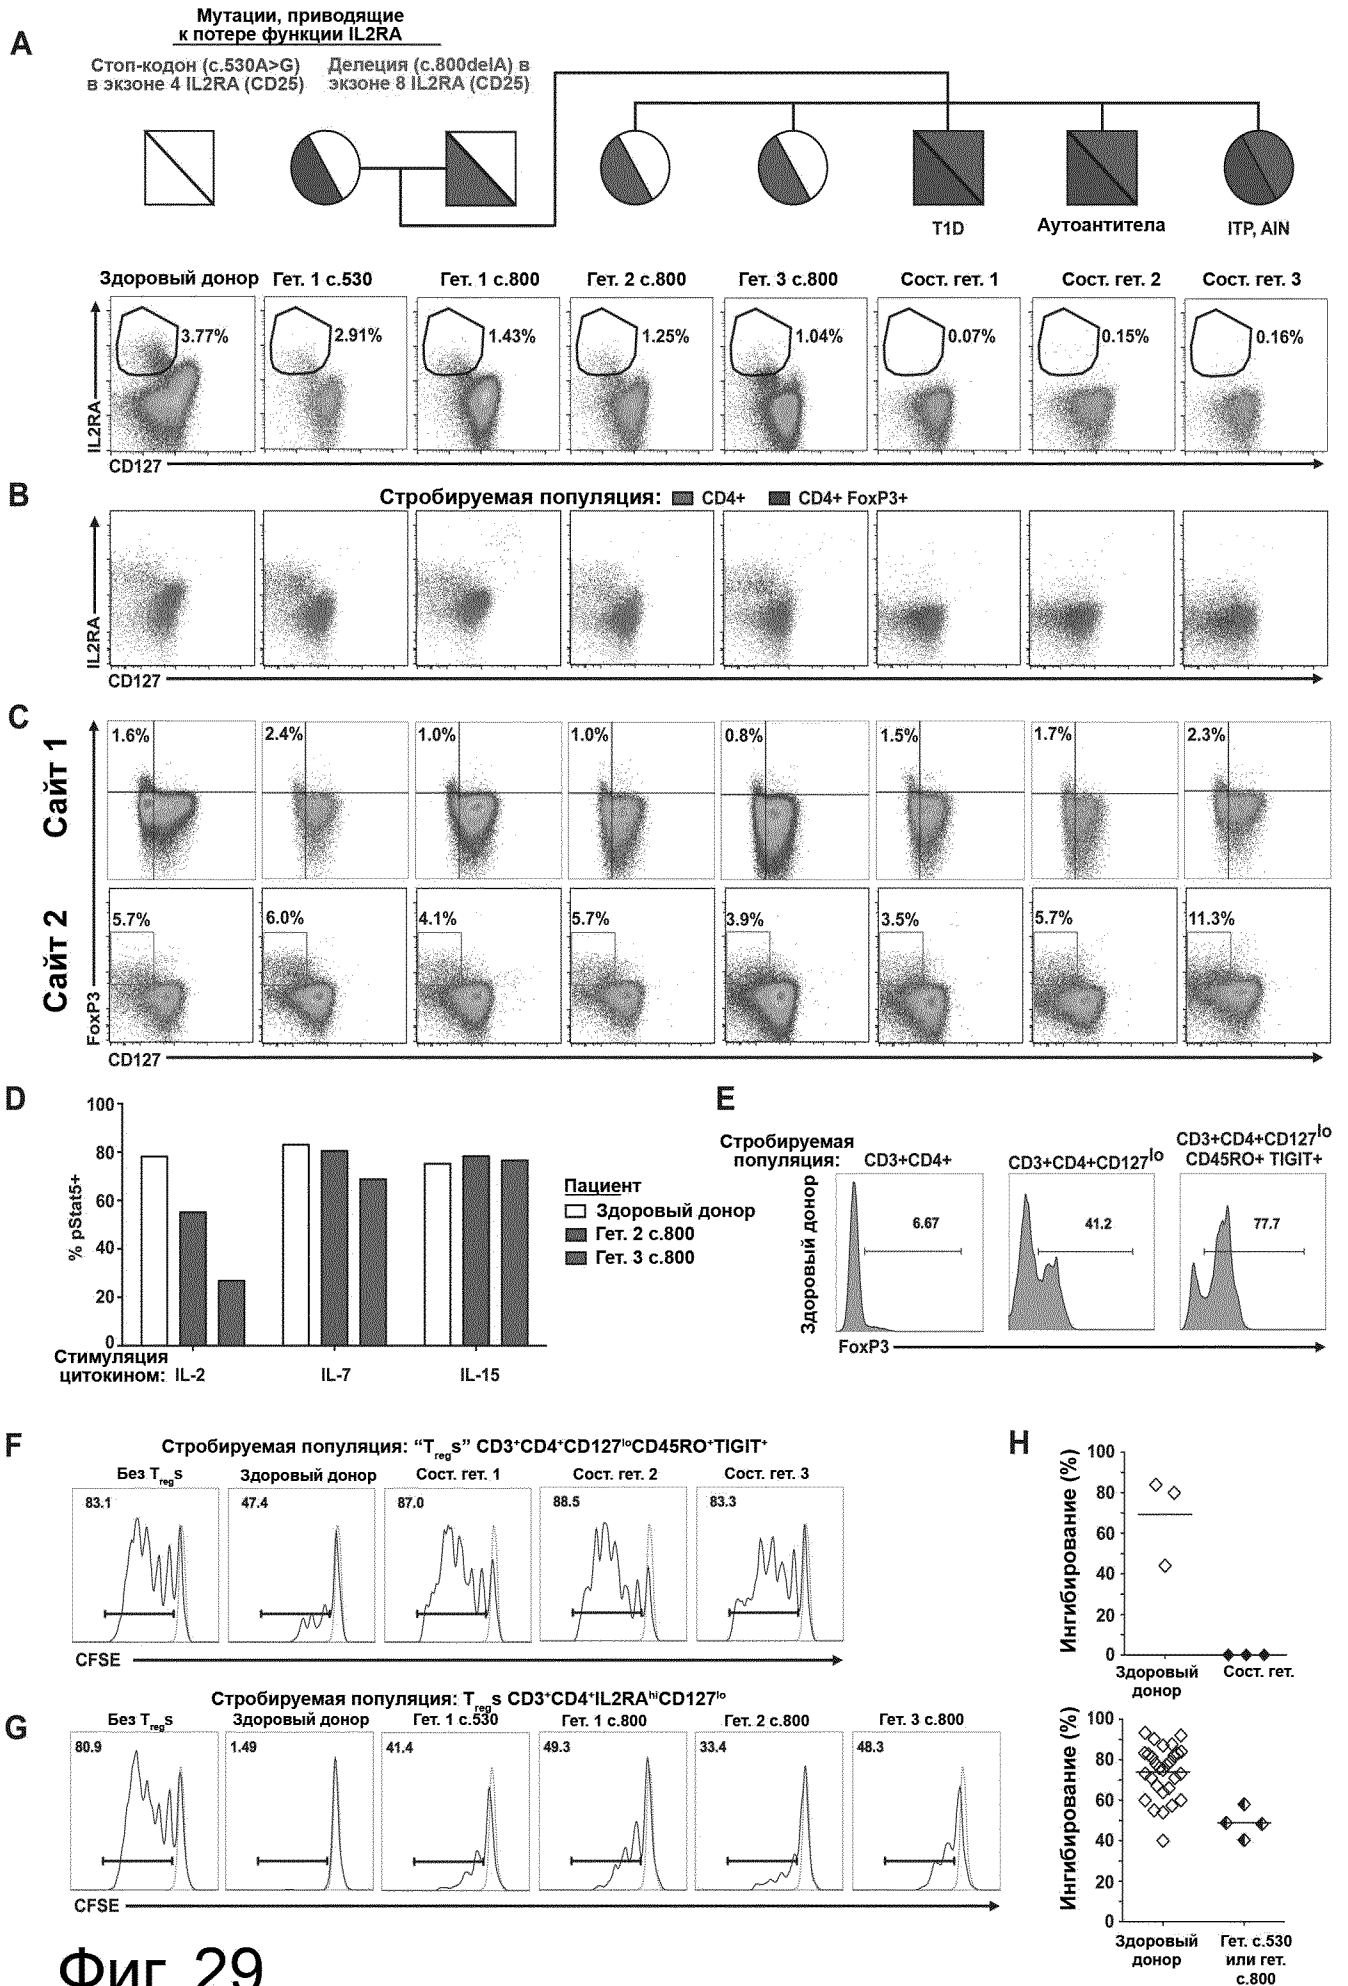 A
Мутации, приводящие
к потере функции IL2RA
Стоп-кодон (c.530A>G)
в экзоне 4 IL2RA (CD25)
Делеция (c.800delA) в
экзоне 8 IL2RA (CD25)
T1D
Аутоантитела
ITP, AIN
Здоровый донор
Гет. 1 c.530
Гет. 1 c.800
Гет. 2 c.800
Гет. 3 c.800
Сост. гет. 1
Сост. гет. 2
Сост. гет. 3
3.77%
2.91%
1.43%
1.25%
1.04%
0.07%
0.15%
0.16%
IL2RA
CD127
B
Стробируемая популяция: CD4+ CD4+ FoxP3+
IL2RA
CD127
C
Сайт 1
1.6%
2.4%
1.0%
1.0%
0.8%
1.5%
1.7%
2.3%
Сайт 2
5.7%
6.0%
4.1%
5.7%
3.9%
3.5%
5.7%
11.3%
FoxP3
CD127
D
% pStat5+
100
80
60
40
20
0
Стимуляция
цитокином: IL-2 IL-7 IL-15
Пациент
Здоровый донор
Гет. 2 c.800
Гет. 3 c.800
E
Стробируемая
популяция:
CD3+CD4+
CD3+CD4+CD127lo
CD3+CD4+CD127lo
CD45RO+ TIGIT+
Здоровый донор
6.67
41.2
77.7
FoxP3
F
Стробируемая популяция: “Tregs” CD3+CD4+CD127loCD45RO+TIGIT+
Без Tregs
Здоровый донор
Сост. гет. 1
Сост. гет. 2
Сост. гет. 3
83.1
47.4
87.0
88.5
83.3
CFSE
G
Стробируемая популяция: Tregs CD3+CD4+IL2RAhiCD127lo
Без Tregs
Здоровый донор
Гет. 1 c.530
Гет. 1 c.800
Гет. 2 c.800
Гет. 3 c.800
80.9
1.49
41.4
49.3
33.4
48.3
CFSE
H
Ингибирование (%)
100
80
60
40
20
0
Здоровый
донор
Сост. гет.
Ингибирование (%)
100
80
60
40
20
0
Здоровый
донор
Гет. c.530
или гет.
c.800
Фиг. 29